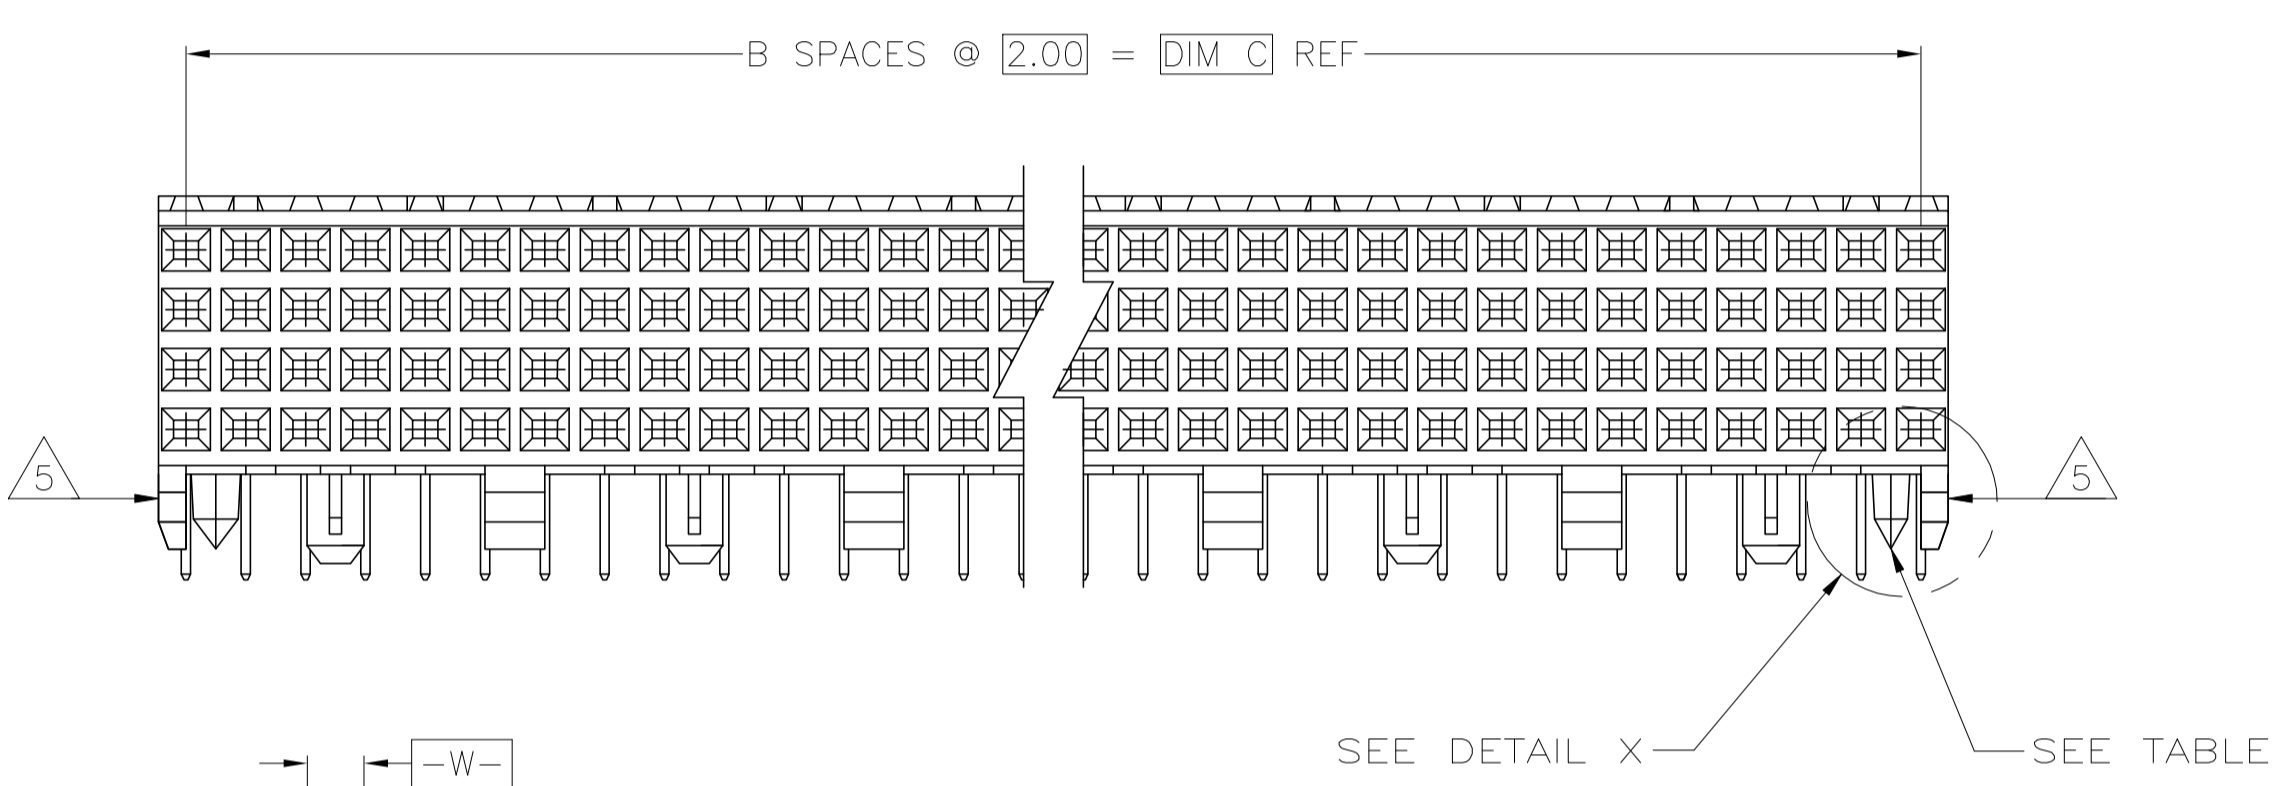 B SPACES @ 2.00 = DIM C REF
5
5
SEE DETAIL X
SEE TABLE
-W-